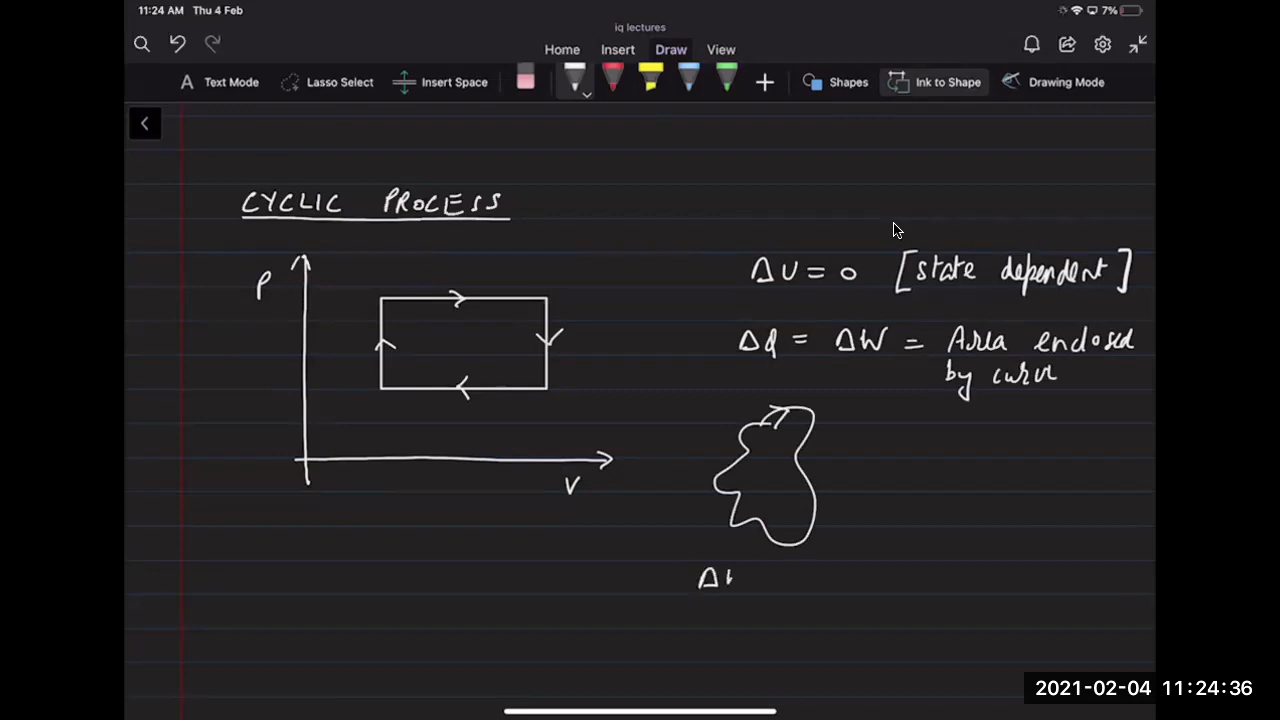 11:24 AM Thu 4 Feb
7%
iq lectures
Home Insert Draw View
Text Mode Lasso Select Insert Space Shapes Ink to Shape Drawing Mode
CYCLIC PROCESS
P
V
ΔU = 0 [state dependent]
ΔQ = ΔW = Area enclosed
by curve
Δ
2021-02-04 11:24:36